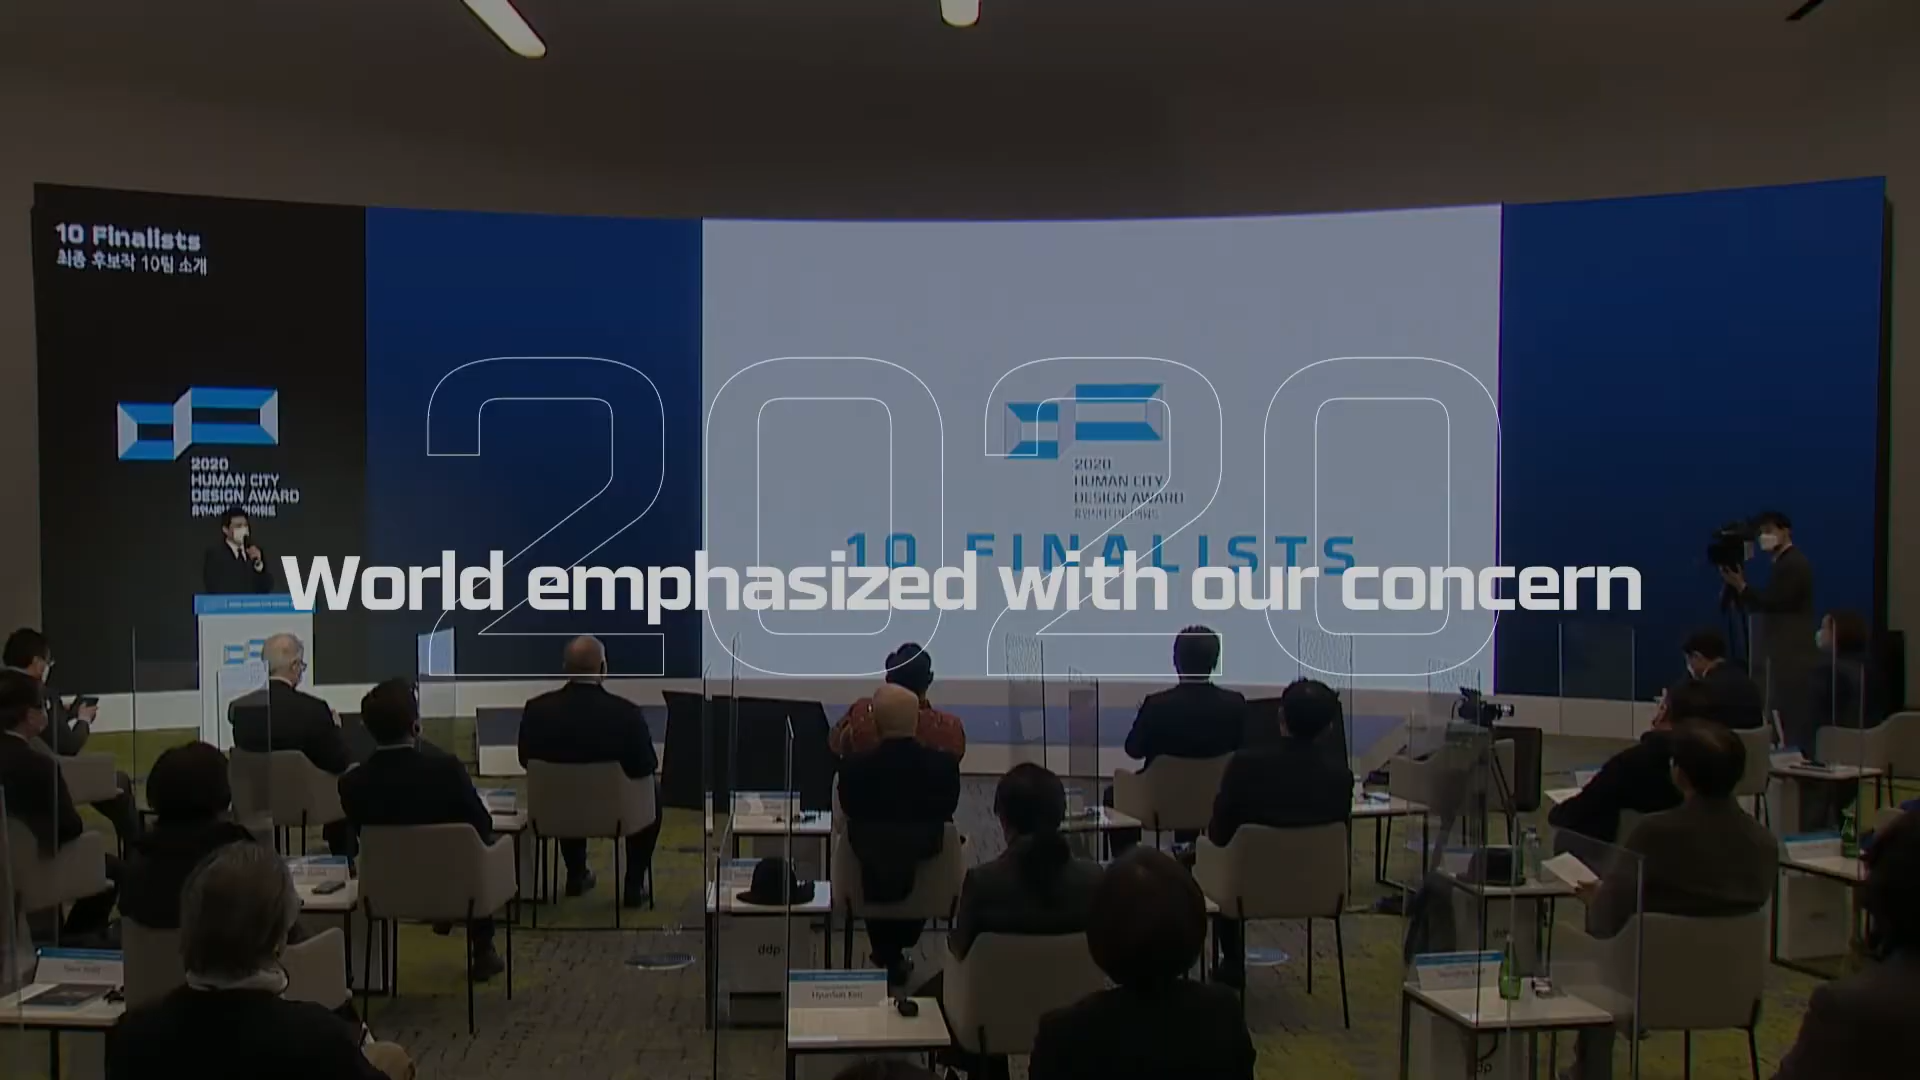 10 Finalists
최종 후보작 10팀 소개
2020
HUMAN CITY
DESIGN AWARD
2020
2020
HUMAN CITY
DESIGN AWARD
10 FINALISTS
World emphasized with our concern
ddp